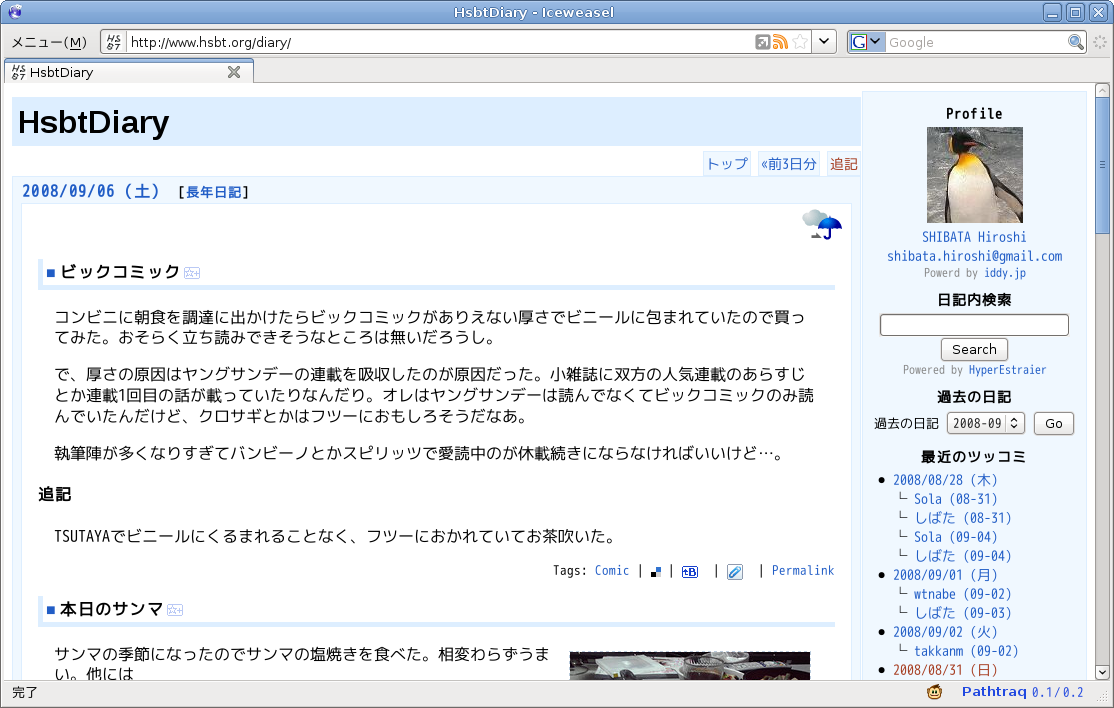 HsbtDiary - Iceweasel
メニュー(M)
http://www.hsbt.org/diary/
Google
HsbtDiary
HsbtDiary
トップ «前3日分 追記
2008/09/06 (土) [長年日記]
■ ビックコミック
コンビニに朝食を調達に出かけたらビックコミックがありえない厚さでビニールに包まれていたので買っ
てみた。おそらく立ち読みできそうなところは無いだろうし。
で、厚さの原因はヤングサンデーの連載を吸収したのが原因だった。小雑誌に双方の人気連載のあらすじ
とか連載1回目の話が載っていたりなんだり。オレはヤングサンデーは読んでなくてビックコミックのみ読
んでいたんだけど、クロサギとかはフツーにおもしろそうだなあ。
執筆陣が多くなりすぎてバンビーノとかスピリッツで愛読中のが休載続きにならなければいいけど…。
追記
TSUTAYAでビニールにくるまれることなく、フツーにおかれていてお茶吹いた。
Tags: Comic | | tB | | Permalink
■ 本日のサンマ
サンマの季節になったのでサンマの塩焼きを食べた。相変わらずうま
い。他には
Profile
SHIBATA Hiroshi
shibata.hiroshi@gmail.com
Powerd by iddy.jp
日記内検索
Search
Powered by HyperEstraier
過去の日記
過去の日記 2008-09 Go
最近のツッコミ
2008/08/28 (木)
└ Sola (08-31)
└ しばた (08-31)
└ Sola (09-04)
└ しばた (09-04)
2008/09/01 (月)
└ wtnabe (09-02)
└ しばた (09-03)
2008/09/02 (火)
└ takkanm (09-02)
2008/08/31 (日)
完了
Pathtraq 0.1/0.2